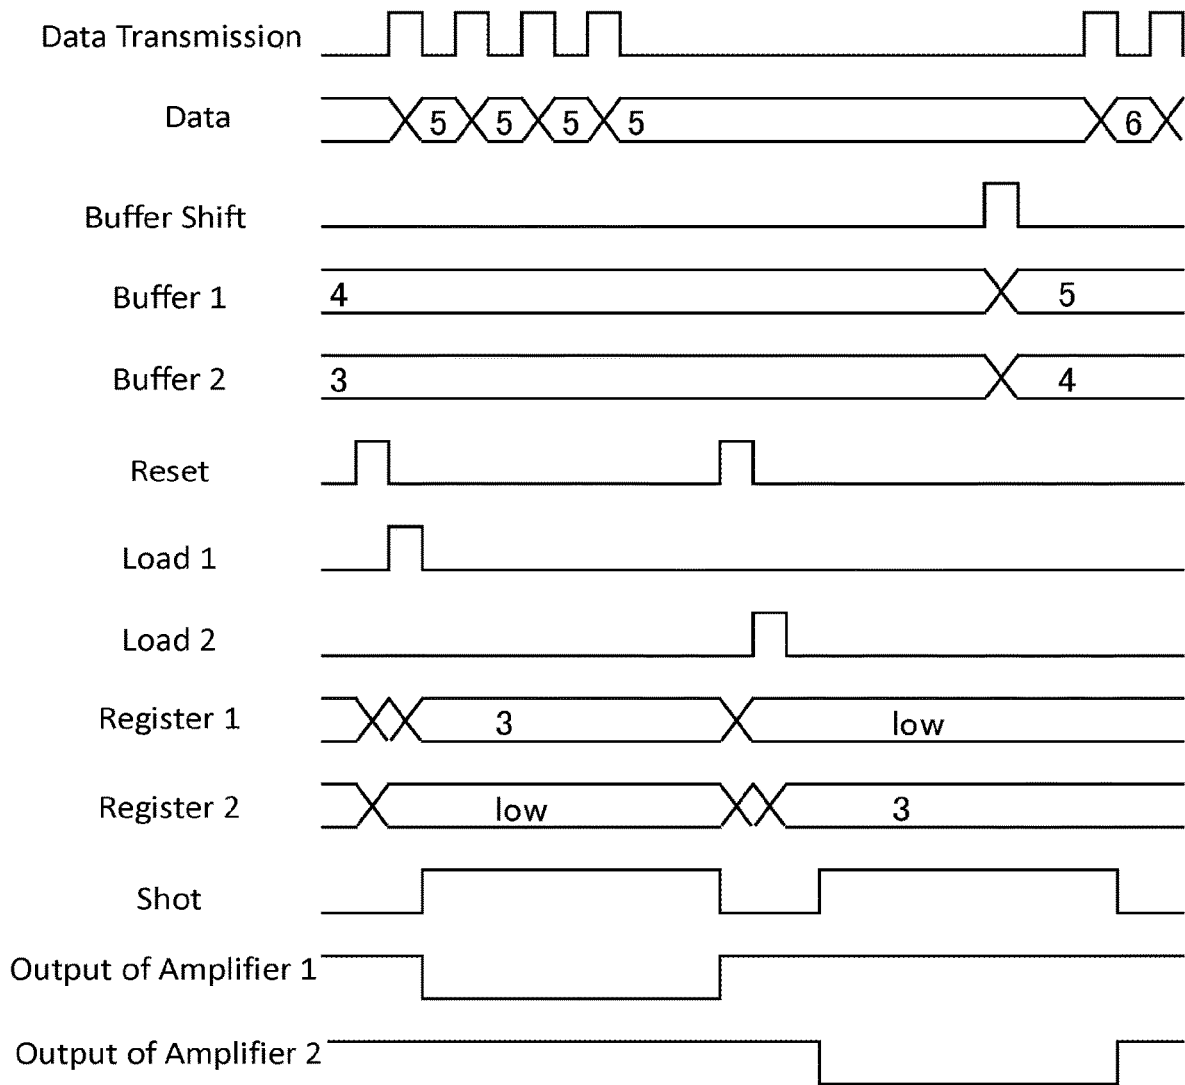 Data Transmission
Data 5 5 5 5 6
Buffer Shift
Buffer 1 4 5
Buffer 2 3 4
Reset
Load 1
Load 2
Register 1 3 low
Register 2 low 3
Shot
Output of Amplifier 1
Output of Amplifier 2